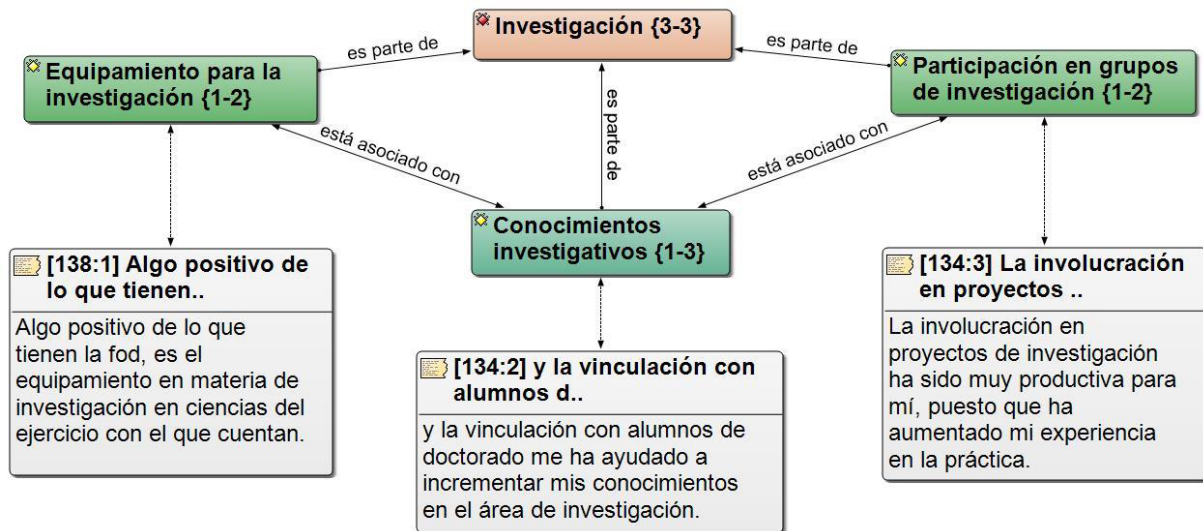 Investigación {3-3}
es parte de
es parte de
Equipamiento para la
investigación {1-2}
Participación en grupos
de investigación {1-2}
es parte de
está asociado con
está asociado con
Conocimientos
investigativos {1-3}
[138:1] Algo positivo de
lo que tienen..
Algo positivo de lo que
tienen la fod, es el
equipamiento en materia de
investigación en ciencias del
ejercicio con el que cuentan.
[134:2] y la vinculación con
alumnos d..
y la vinculación con alumnos de
doctorado me ha ayudado a
incrementar mis conocimientos
en el área de investigación.
[134:3] La involucración
en proyectos ..
La involucración en
proyectos de investigación
ha sido muy productiva para
mí, puesto que ha
aumentado mi experiencia
en la práctica.